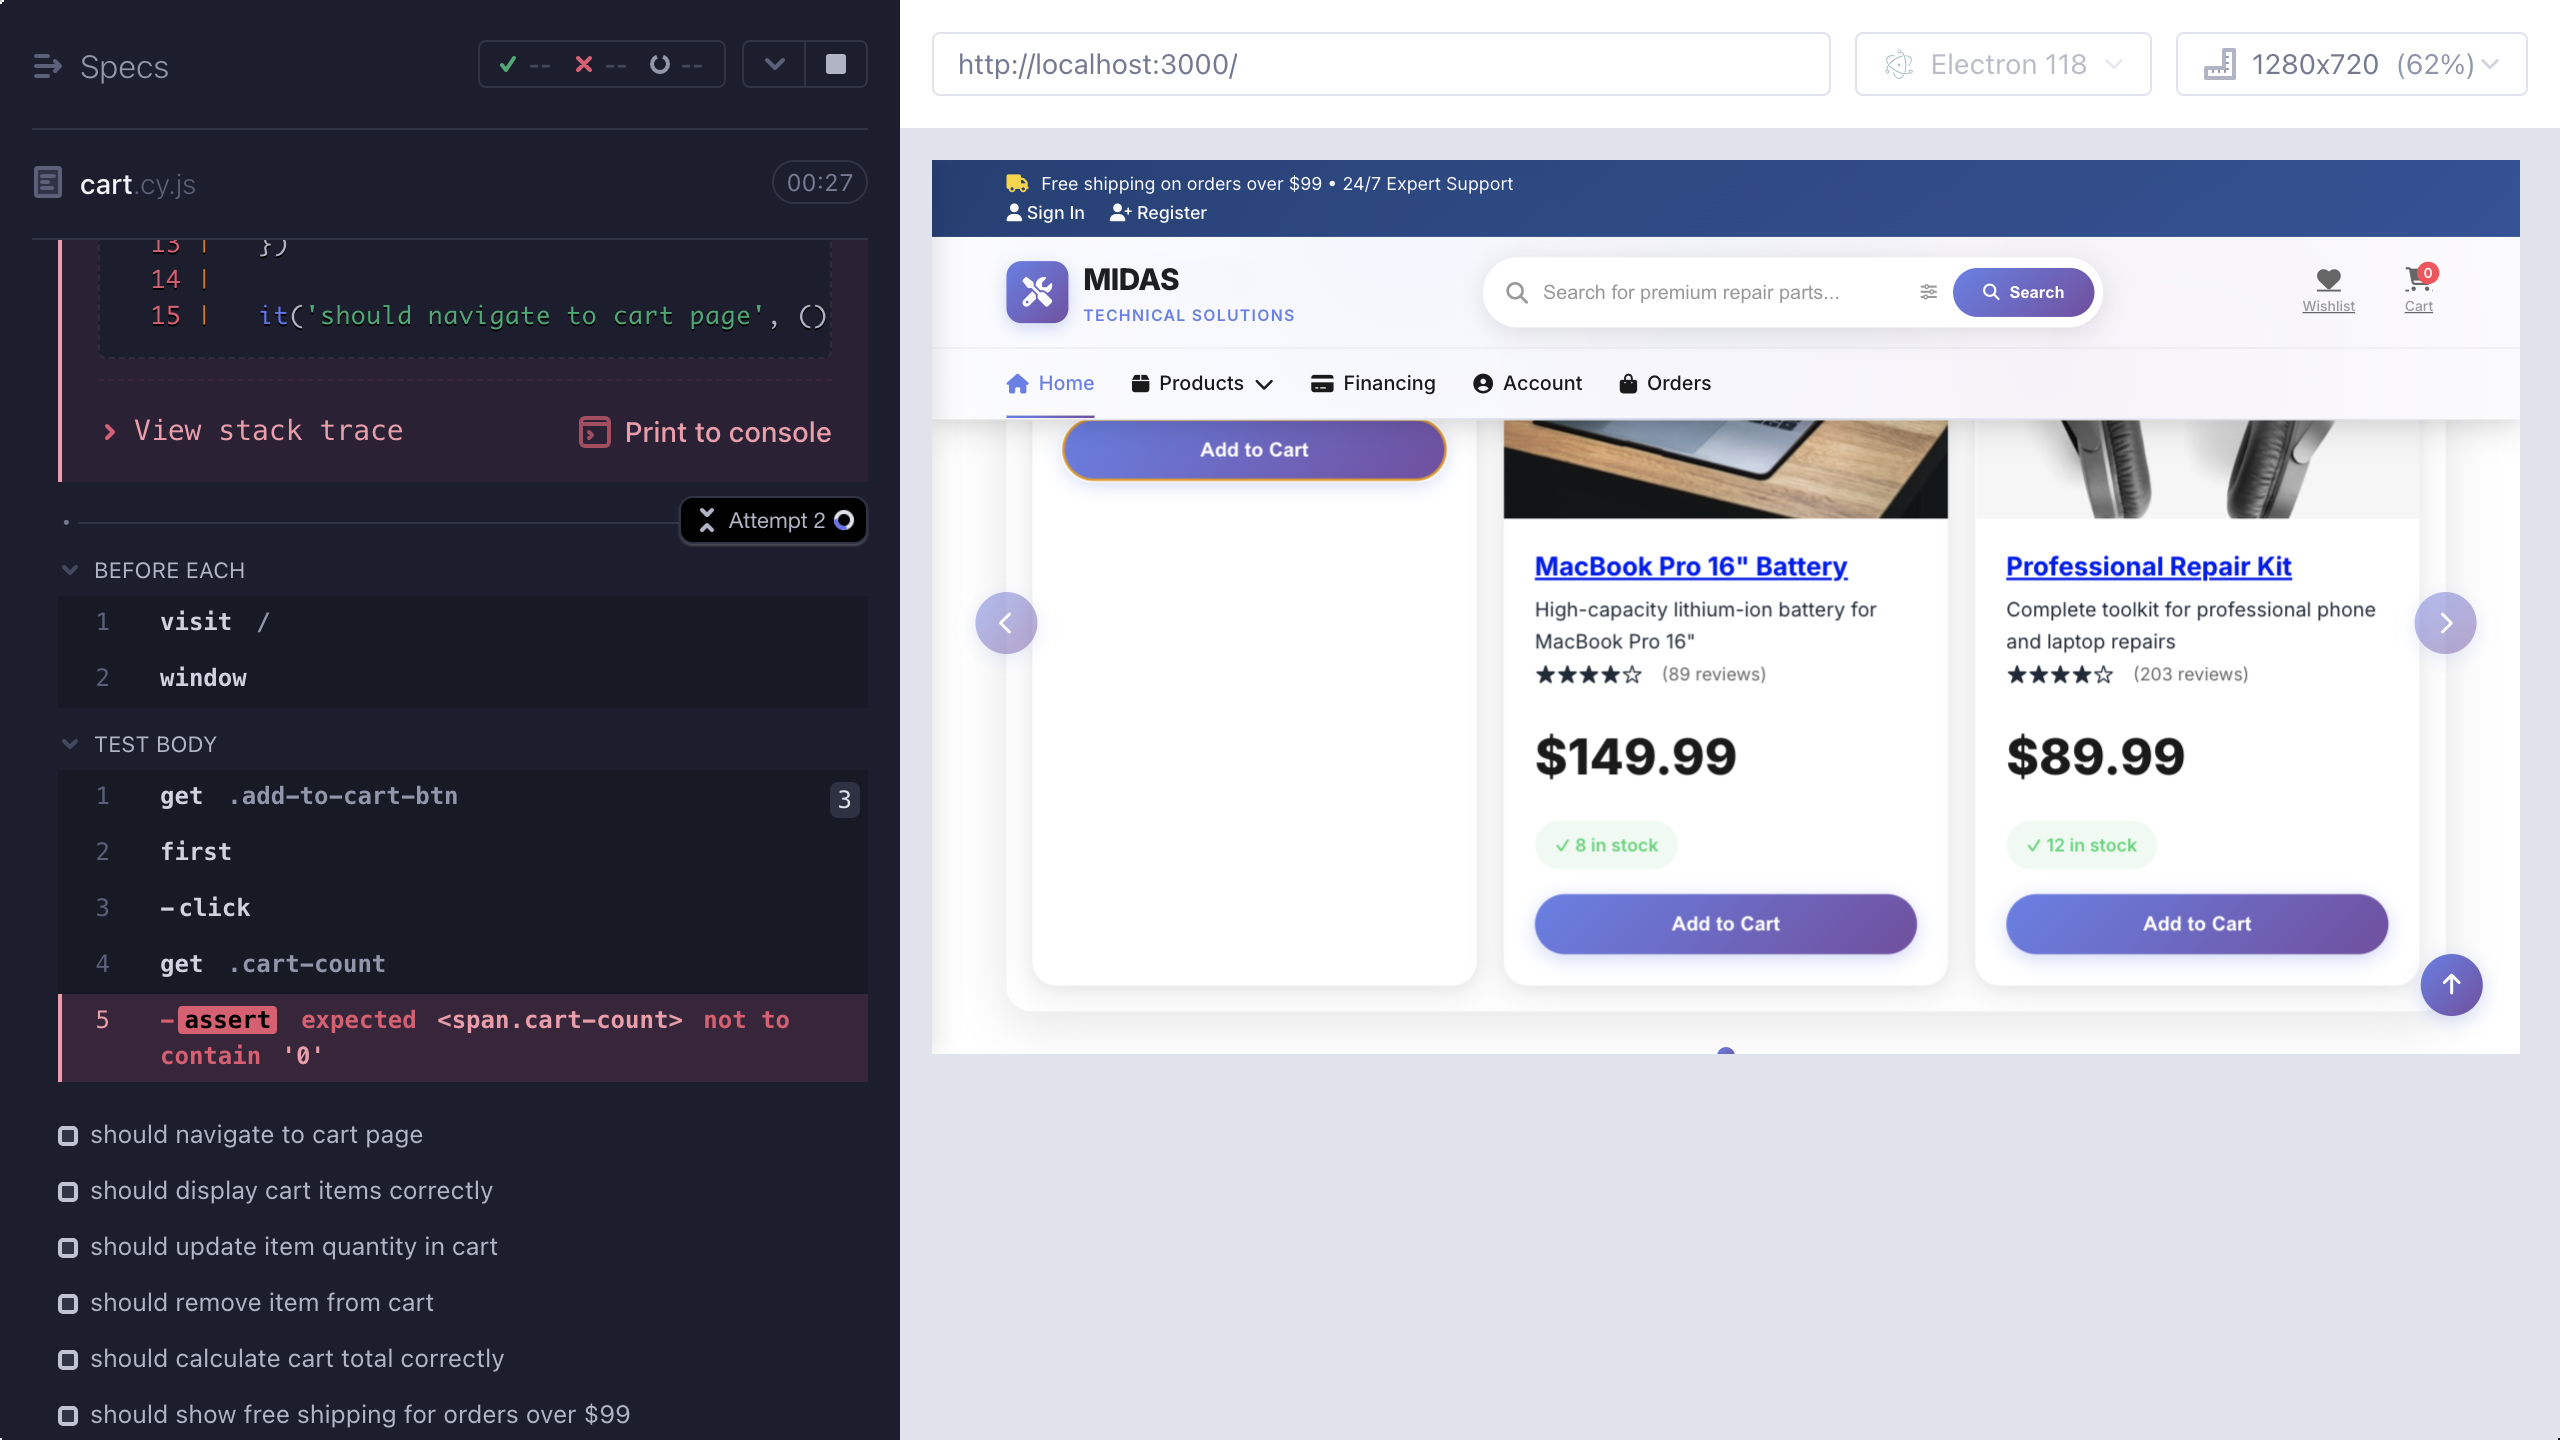 Specs
-- -- --
cart.cy.js
00:27
13 | })
14 |
15 | it('should navigate to cart page', ()
View stack trace
Print to console
Attempt 2
BEFORE EACH
1 visit /
2 window
TEST BODY
1 get .add-to-cart-btn 3
2 first
3 -click
4 get .cart-count
5 -assert expected <span.cart-count> not to
contain '0'
should navigate to cart page
should display cart items correctly
should update item quantity in cart
should remove item from cart
should calculate cart total correctly
should show free shipping for orders over $99
http://localhost:3000/
Electron 118
1280x720 (62%)
Free shipping on orders over $99 • 24/7 Expert Support
Sign In Register
MIDAS
TECHNICAL SOLUTIONS
Search for premium repair parts...
Search
Wishlist
0
Cart
Home
Products
Financing
Account
Orders
Add to Cart
MacBook Pro 16" Battery
High-capacity lithium-ion battery for
MacBook Pro 16"
★★★★☆ (89 reviews)
$149.99
✓ 8 in stock
Add to Cart
Professional Repair Kit
Complete toolkit for professional phone
and laptop repairs
★★★★☆ (203 reviews)
$89.99
✓ 12 in stock
Add to Cart